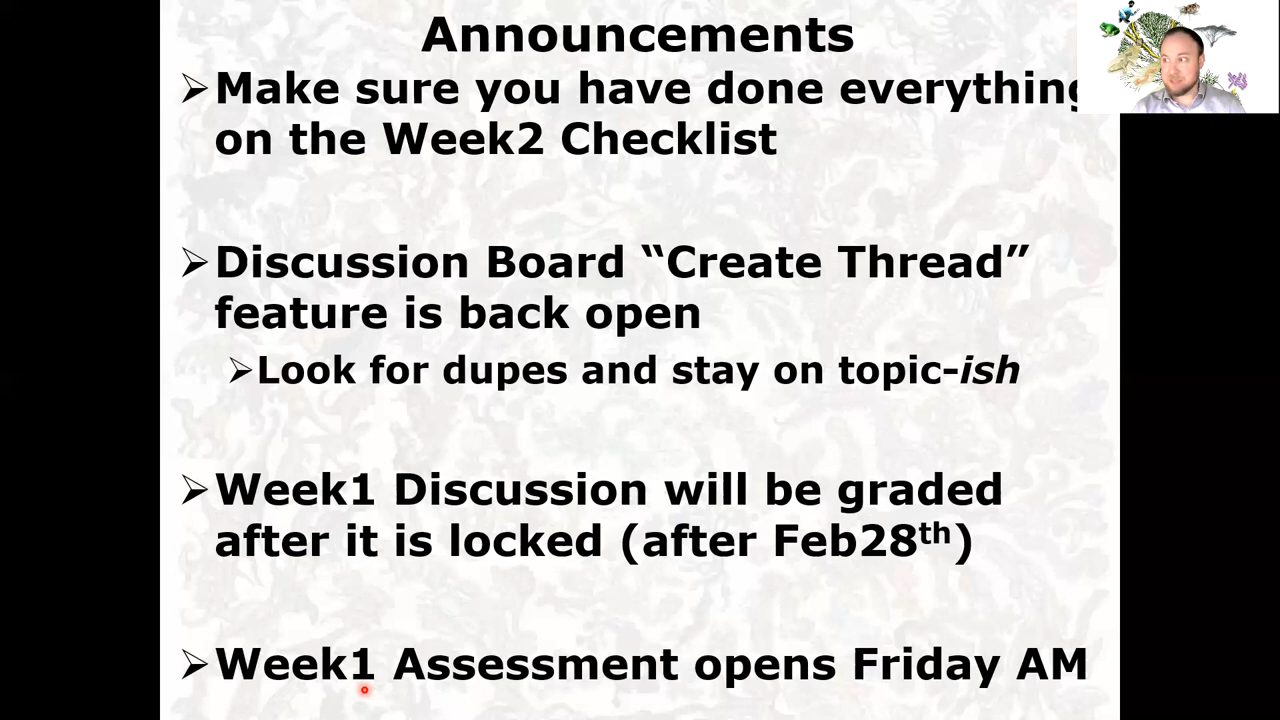 Announcements
➢Make sure you have done everything
on the Week2 Checklist
➢Discussion Board “Create Thread”
feature is back open
➢Look for dupes and stay on topic-ish
➢Week1 Discussion will be graded
after it is locked (after Feb28th)
➢Week1 Assessment opens Friday AM